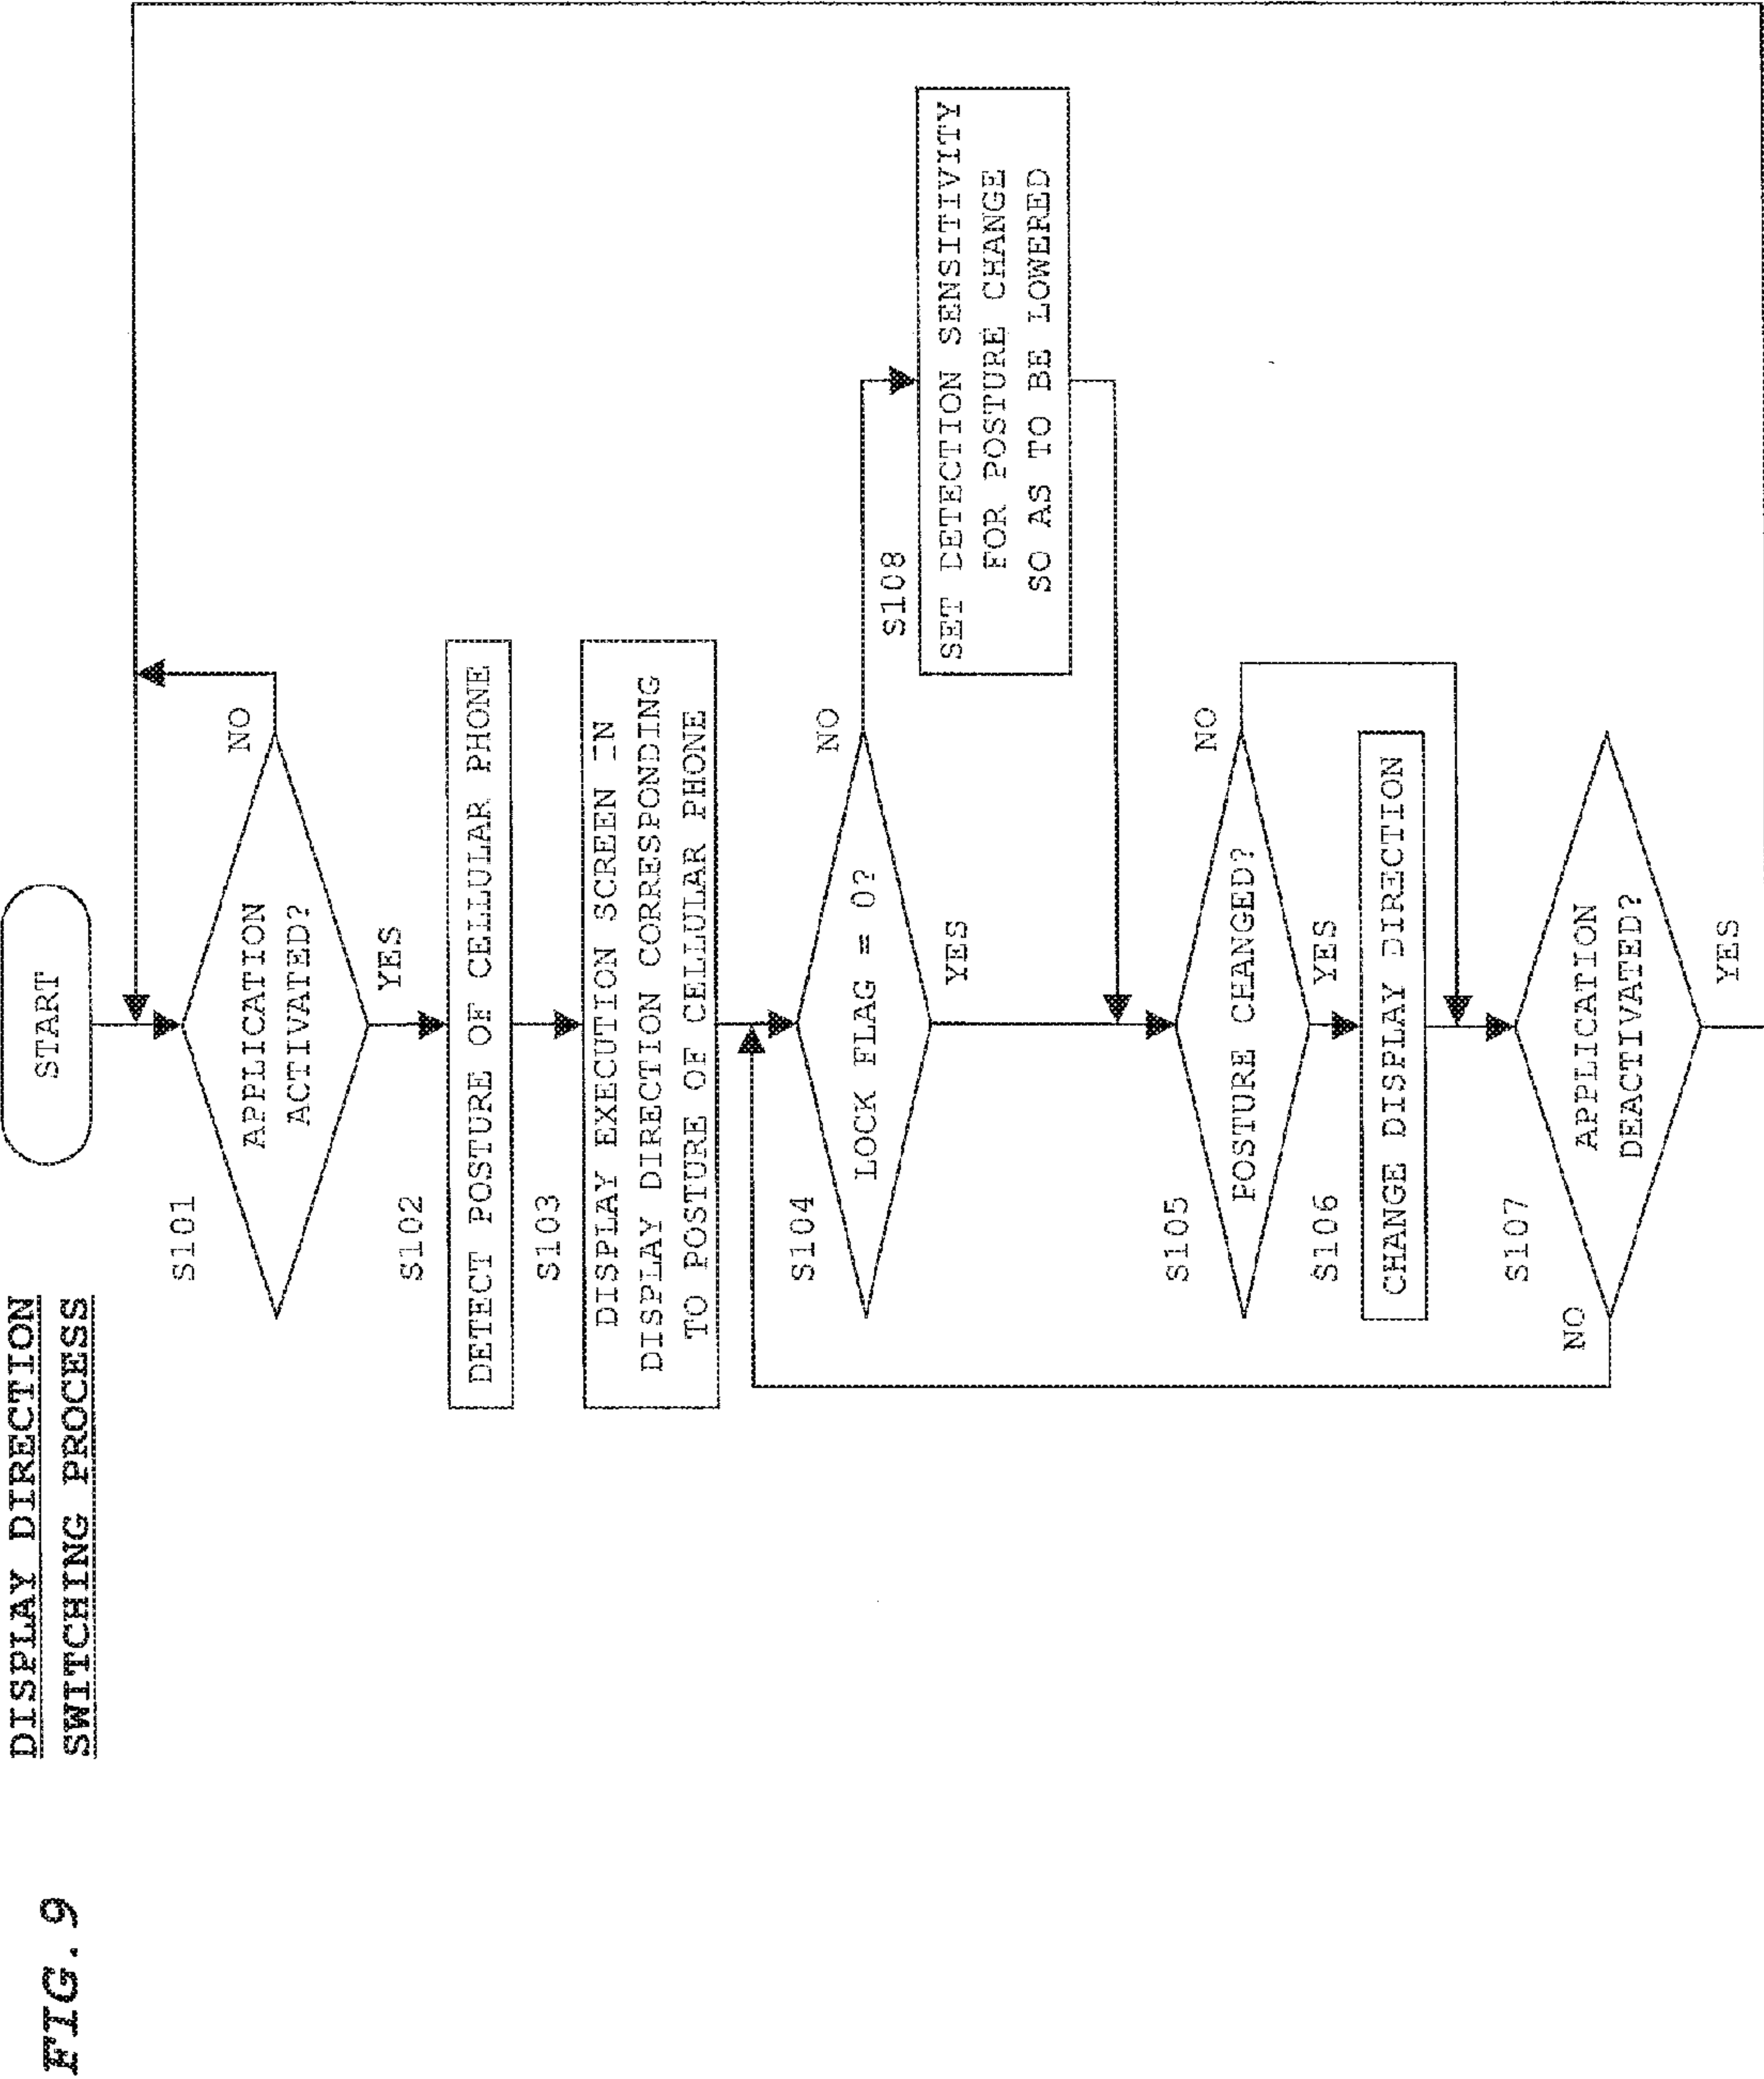 FIG. 9
DISPLAY DIRECTION
SWITCHING PROCESS
START
S101
APPLICATION
ACTIVATED?
NO
YES
S102
DETECT POSTURE OF CELLULAR PHONE
S103
DISPLAY EXECUTION SCREEN IN
DISPLAY DIRECTION CORRESPONDING
TO POSTURE OF CELLULAR PHONE
S104
LOCK FLAG = 0?
NO
YES
S108
SET DETECTION SENSITIVITY
FOR POSTURE CHANGE
SO AS TO BE LOWERED
S105
POSTURE CHANGED?
NO
YES
S106
CHANGE DISPLAY DIRECTION
S107
APPLICATION
DEACTIVATED?
NO
YES